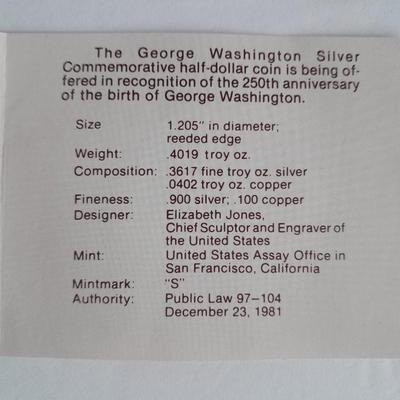 The George Washington Silver
Commemorative half-dollar coin is being of-
fered in recognition of the 250th anniversary
of the birth of George Washington.
Size 1.205" in diameter;
reeded edge
Weight: .4019 troy oz.
Composition: .3617 fine troy oz. silver
.0402 troy oz. copper
Fineness: .900 silver; .100 copper
Designer: Elizabeth Jones,
Chief Sculptor and Engraver of
the United States
Mint: United States Assay Office in
San Francisco, California
Mintmark: "S"
Authority: Public Law 97–104
December 23, 1981